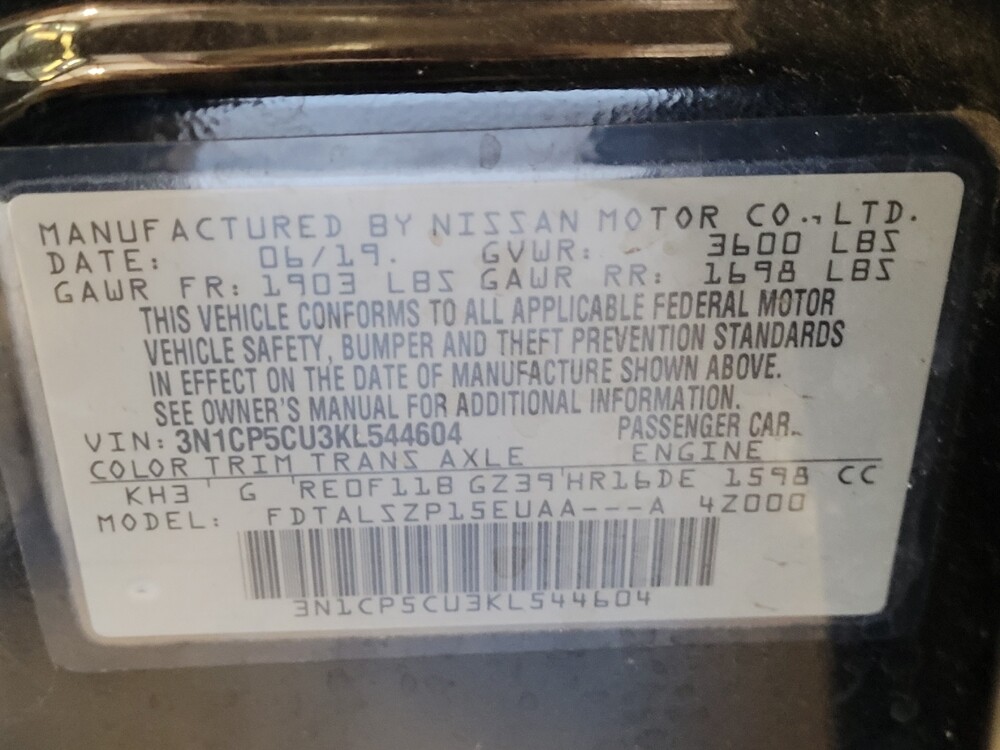 MANUFACTURED BY NISSAN MOTOR CO., LTD.
DATE: 06/19. GVWR: 3600 LBS
GAWR FR: 1903 LBS GAWR RR: 1698 LBS
THIS VEHICLE CONFORMS TO ALL APPLICABLE FEDERAL MOTOR
VEHICLE SAFETY, BUMPER AND THEFT PREVENTION STANDARDS
IN EFFECT ON THE DATE OF MANUFACTURE SHOWN ABOVE.
SEE OWNER'S MANUAL FOR ADDITIONAL INFORMATION.
VIN: 3N1CP5CU3KL544604 PASSENGER CAR.
COLOR TRIM TRANS AXLE ENGINE
KH3 ' G 'RE0F11B GZ39'HR16DE 1598 CC
MODEL: FDTALSZP15EUAA---A 4Z000
3N1CP5CU3KL544604